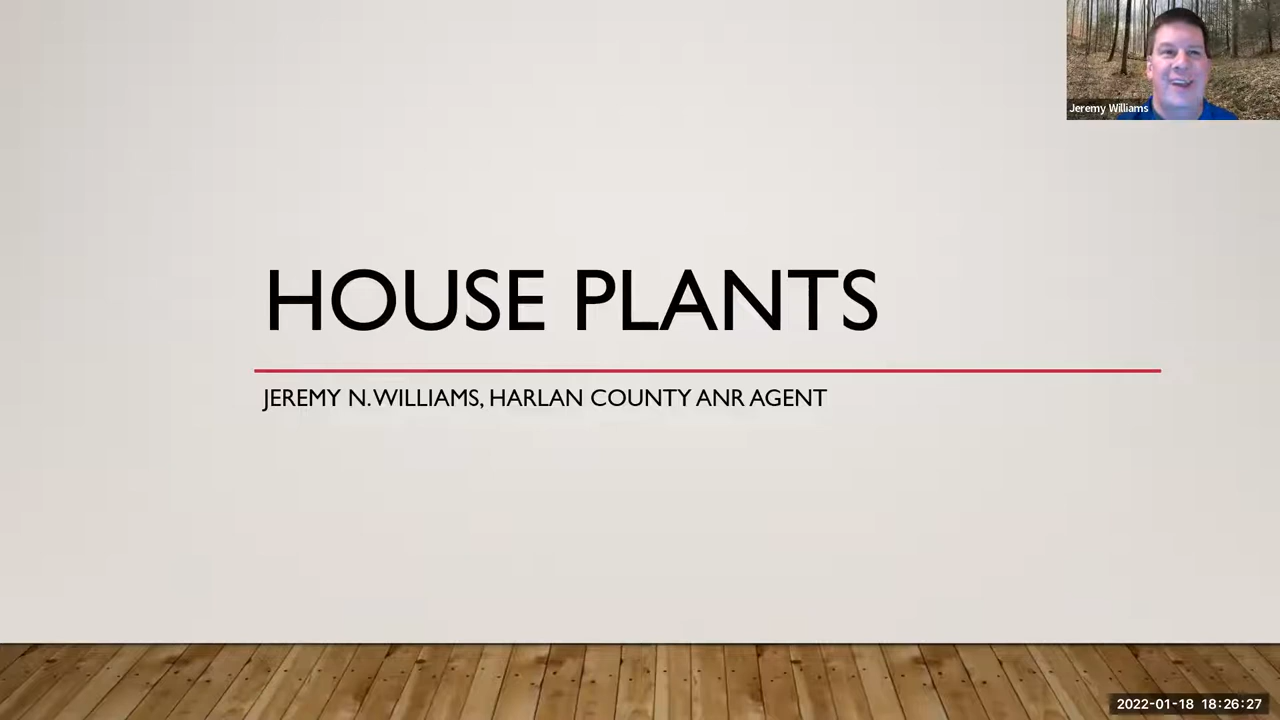 Jeremy Williams
HOUSE PLANTS
JEREMY N. WILLIAMS, HARLAN COUNTY ANR AGENT
2022-01-18 18:26:27